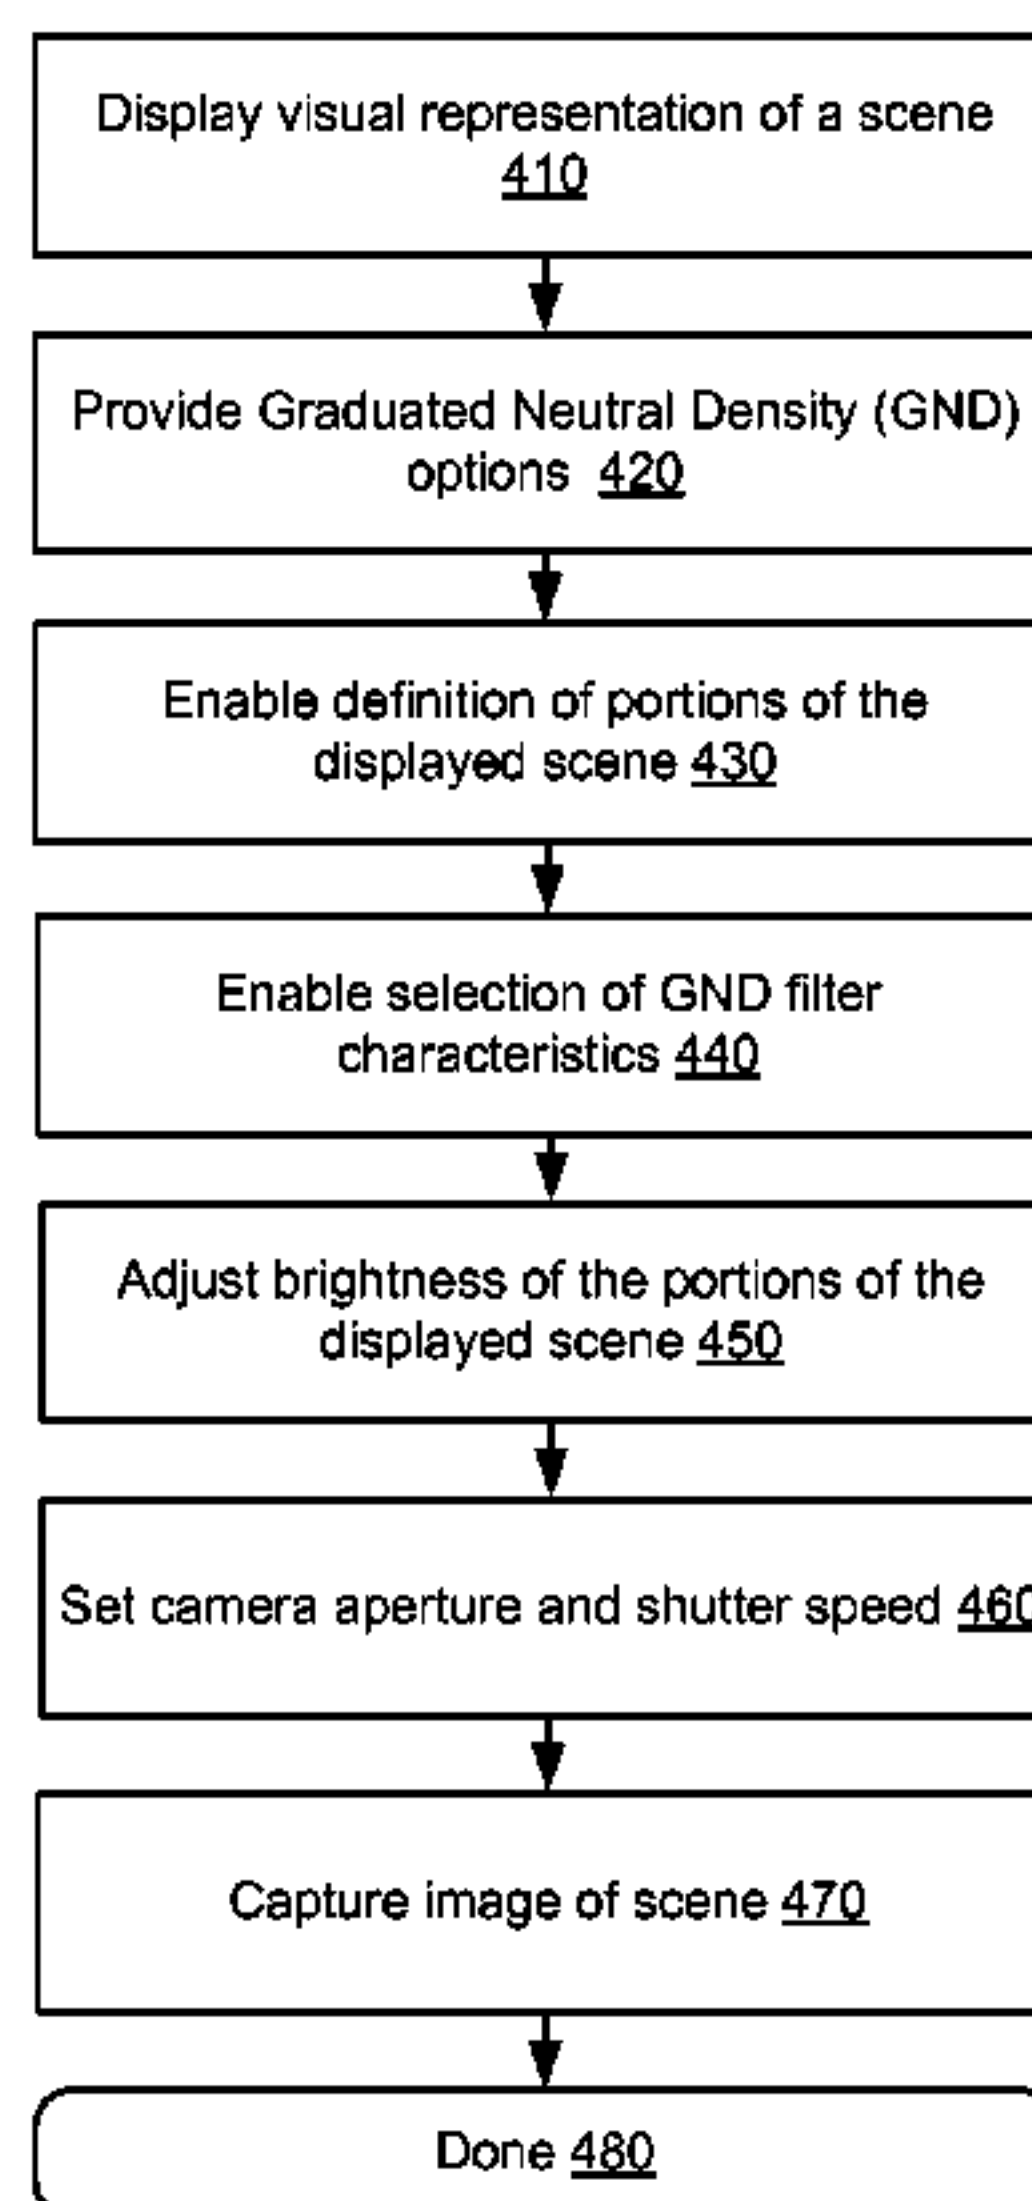 Display visual representation of a scene
410
Provide Graduated Neutral Density (GND)
options 420
Enable definition of portions of the
displayed scene 430
Enable selection of GND filter
characteristics 440
Adjust brightness of the portions of the
displayed scene 450
Set camera aperture and shutter speed 460
Capture image of scene 470
Done 480